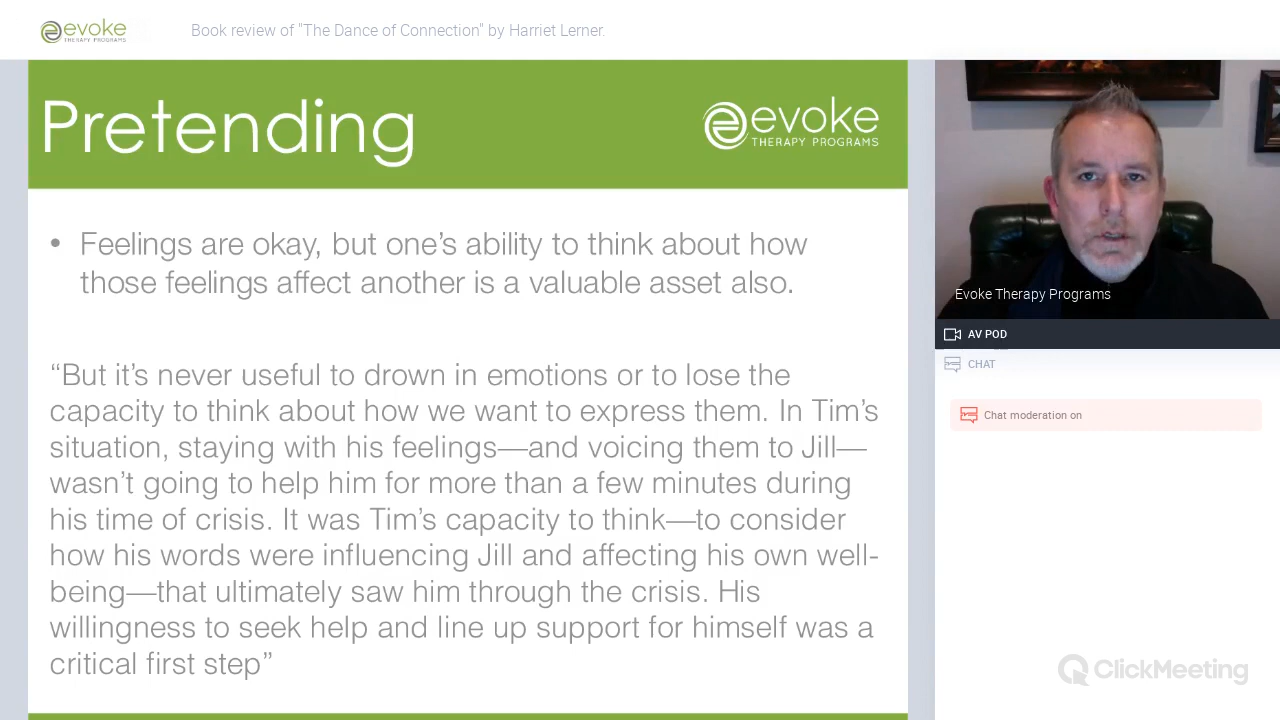 evoke
THERAPY PROGRAMS
Book review of "The Dance of Connection" by Harriet Lerner.
Pretending
evoke
THERAPY PROGRAMS
• Feelings are okay, but one’s ability to think about how
those feelings affect another is a valuable asset also.
“But it’s never useful to drown in emotions or to lose the
capacity to think about how we want to express them. In Tim’s
situation, staying with his feelings—and voicing them to Jill—
wasn’t going to help him for more than a few minutes during
his time of crisis. It was Tim’s capacity to think—to consider
how his words were influencing Jill and affecting his own well-
being—that ultimately saw him through the crisis. His
willingness to seek help and line up support for himself was a
critical first step”
Evoke Therapy Programs
AV POD
CHAT
Chat moderation on
ClickMeeting